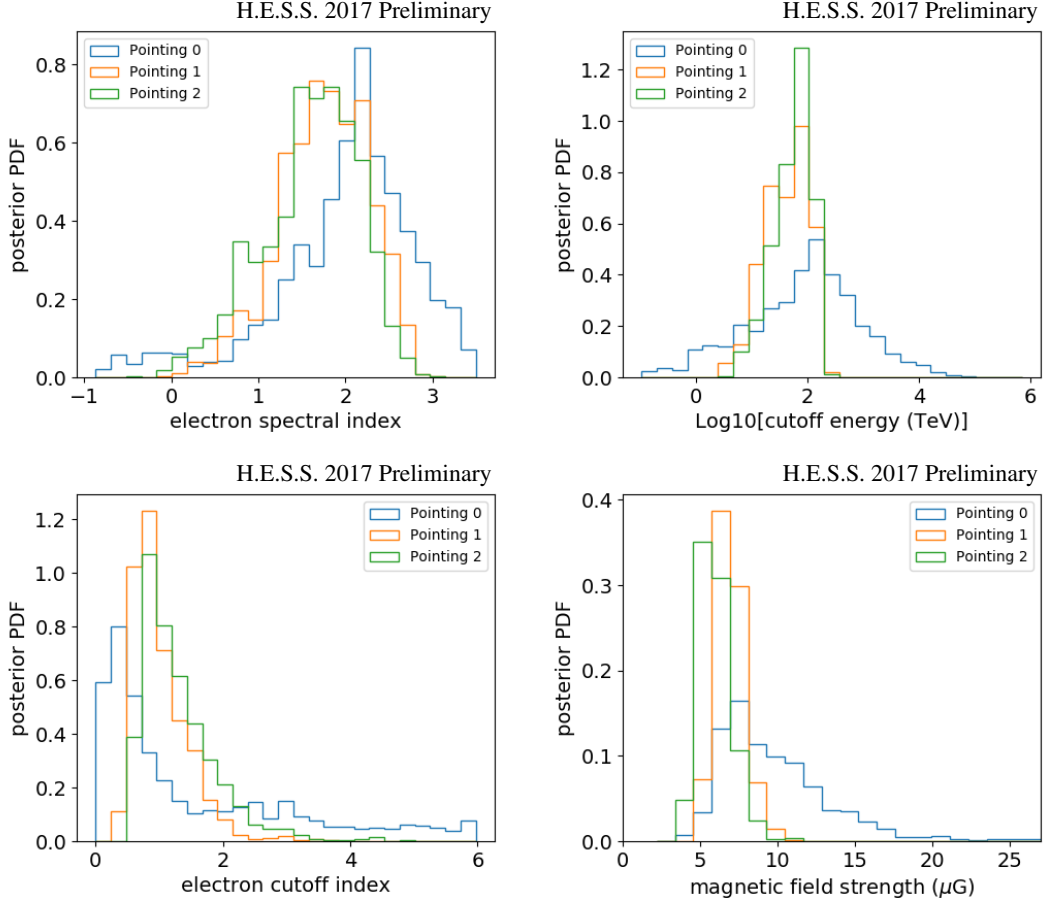 H.E.S.S. 2017 Preliminary
Pointing 0
Pointing 1
Pointing 2
posterior PDF
0.0
0.2
0.4
0.6
0.8
−1
0
1
2
3
electron spectral index
H.E.S.S. 2017 Preliminary
Pointing 0
Pointing 1
Pointing 2
posterior PDF
0.0
0.2
0.4
0.6
0.8
1.0
1.2
0
2
4
6
Log10[cutoff energy (TeV)]
H.E.S.S. 2017 Preliminary
Pointing 0
Pointing 1
Pointing 2
posterior PDF
0.0
0.2
0.4
0.6
0.8
1.0
1.2
0
2
4
6
electron cutoff index
H.E.S.S. 2017 Preliminary
Pointing 0
Pointing 1
Pointing 2
posterior PDF
0.0
0.1
0.2
0.3
0.4
0
5
10
15
20
25
magnetic field strength (μG)